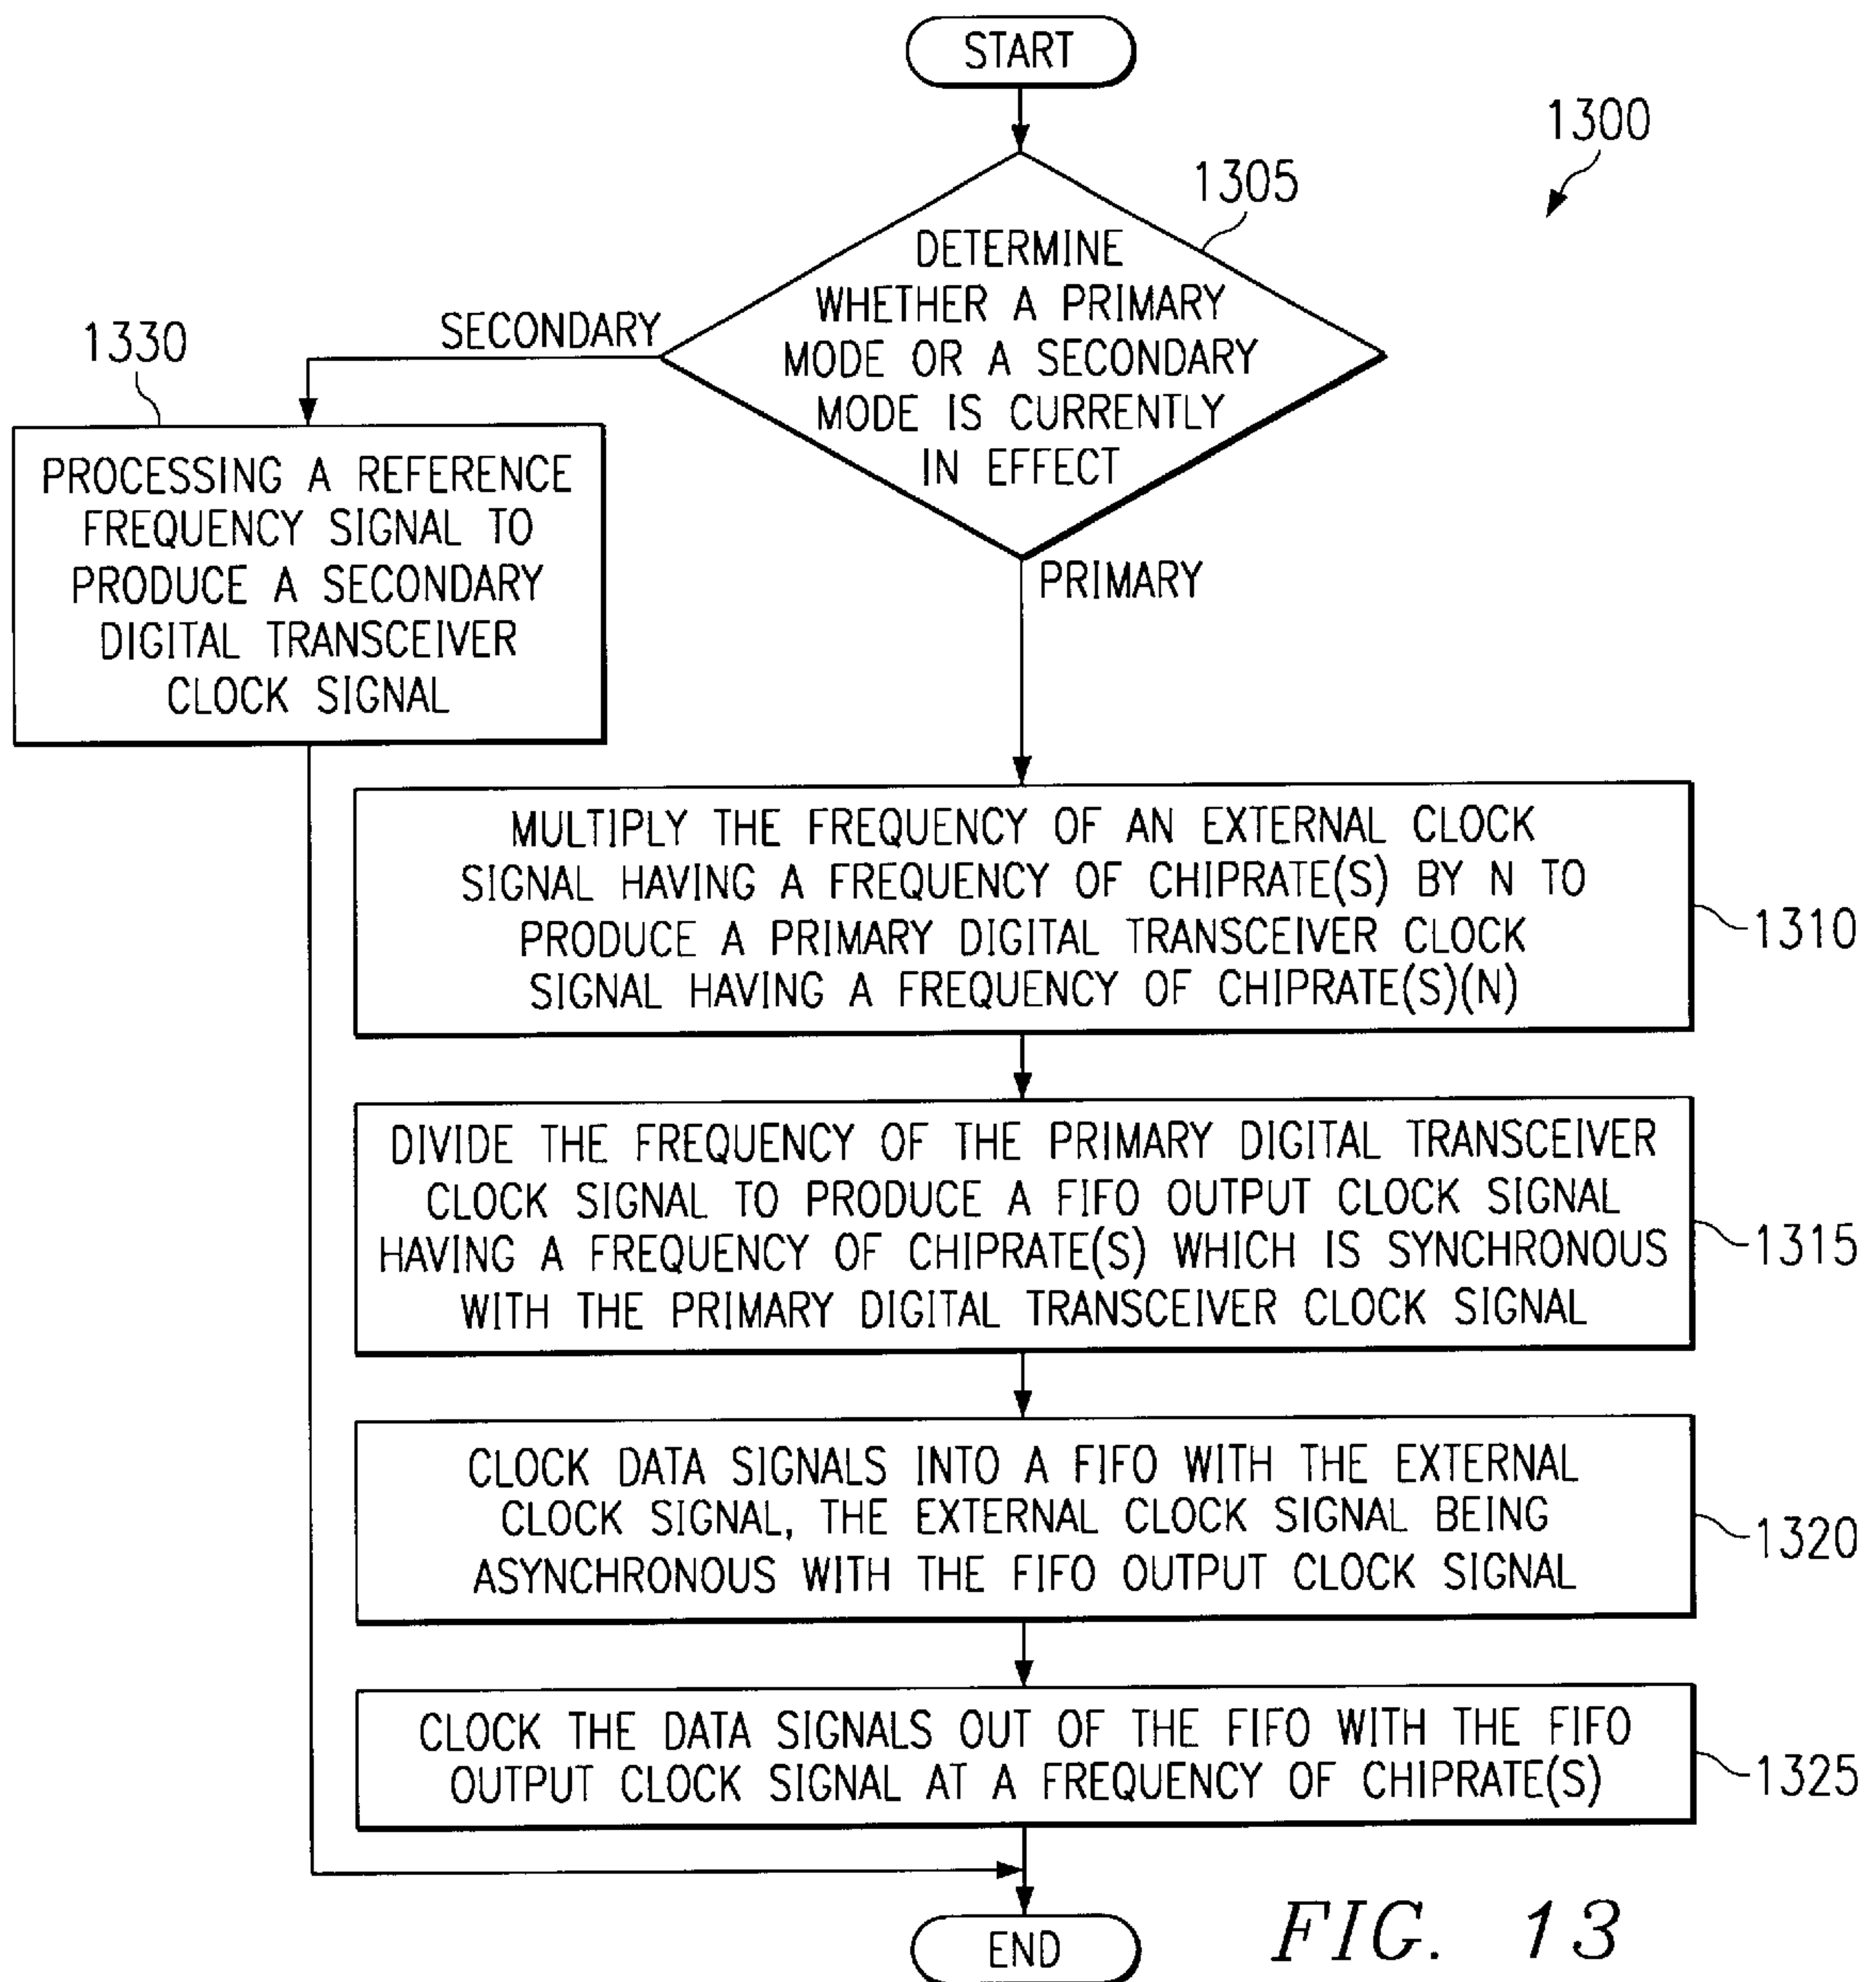 START
1300
1305
DETERMINE
WHETHER A PRIMARY
MODE OR A SECONDARY
MODE IS CURRENTLY
IN EFFECT
SECONDARY
1330
PROCESSING A REFERENCE
FREQUENCY SIGNAL TO
PRODUCE A SECONDARY
DIGITAL TRANSCEIVER
CLOCK SIGNAL
PRIMARY
MULTIPLY THE FREQUENCY OF AN EXTERNAL CLOCK
SIGNAL HAVING A FREQUENCY OF CHIPRATE(S) BY N TO
PRODUCE A PRIMARY DIGITAL TRANSCEIVER CLOCK
SIGNAL HAVING A FREQUENCY OF CHIPRATE(S)(N)
1310
DIVIDE THE FREQUENCY OF THE PRIMARY DIGITAL TRANSCEIVER
CLOCK SIGNAL TO PRODUCE A FIFO OUTPUT CLOCK SIGNAL
HAVING A FREQUENCY OF CHIPRATE(S) WHICH IS SYNCHRONOUS
WITH THE PRIMARY DIGITAL TRANSCEIVER CLOCK SIGNAL
1315
CLOCK DATA SIGNALS INTO A FIFO WITH THE EXTERNAL
CLOCK SIGNAL, THE EXTERNAL CLOCK SIGNAL BEING
ASYNCHRONOUS WITH THE FIFO OUTPUT CLOCK SIGNAL
1320
CLOCK THE DATA SIGNALS OUT OF THE FIFO WITH THE FIFO
OUTPUT CLOCK SIGNAL AT A FREQUENCY OF CHIPRATE(S)
1325
END
FIG. 13